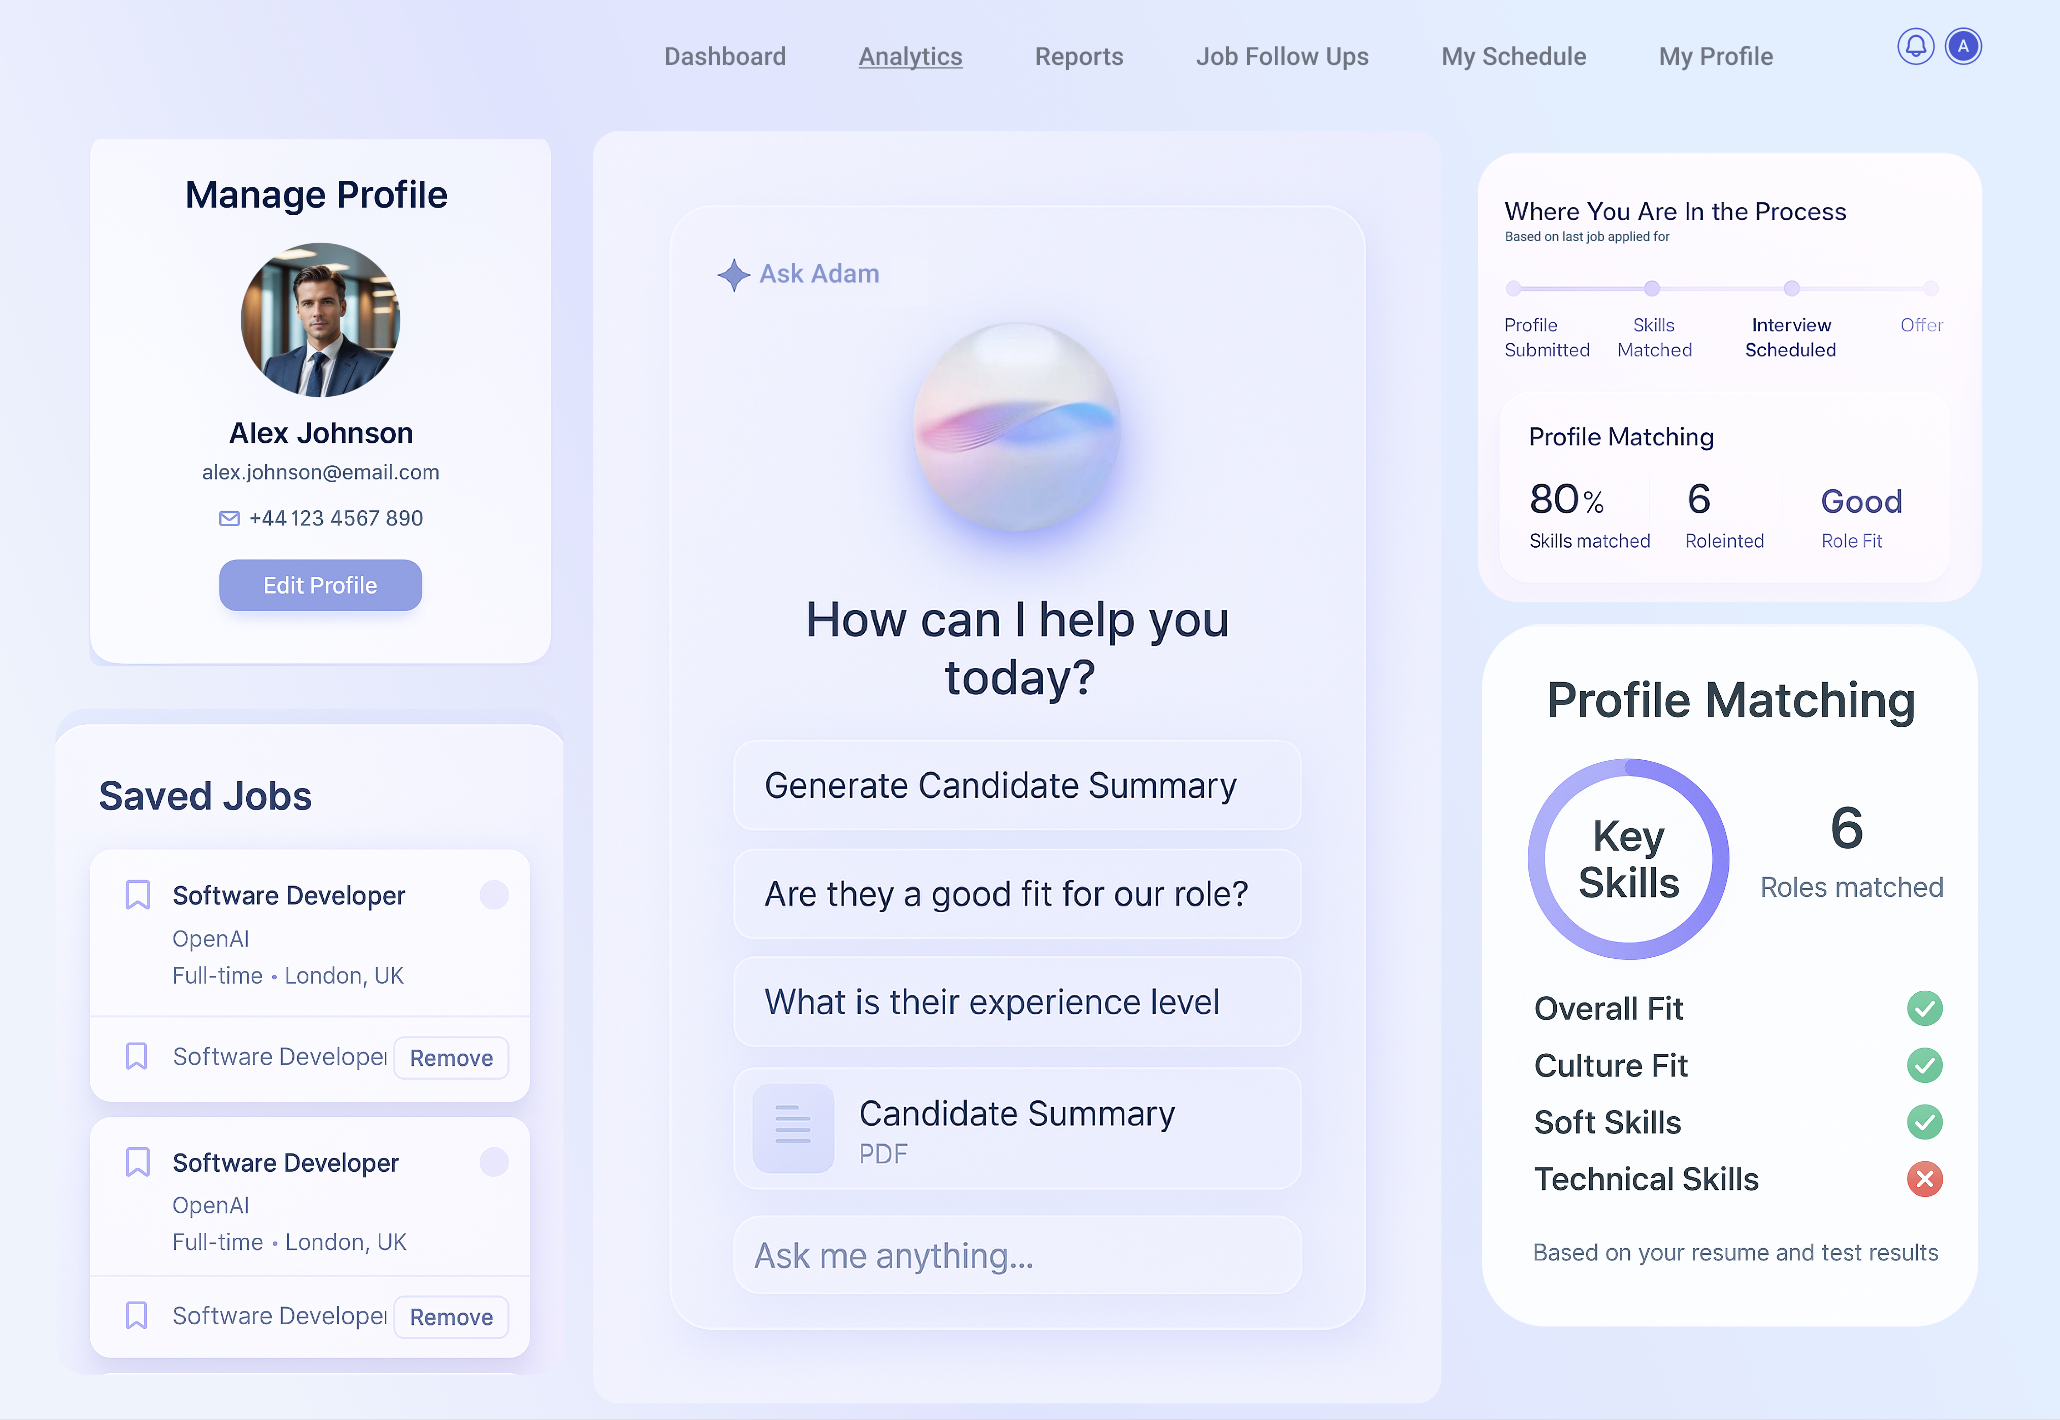 Dashboard
Analytics
Reports
Job Follow Ups
My Schedule
My Profile
A
Manage Profile
Alex Johnson
alex.johnson@email.com
+44 123 4567 890
Edit Profile
Saved Jobs
Software Developer
OpenAI
Full-time • London, UK
Software Developer
Remove
Software Developer
OpenAI
Full-time • London, UK
Software Developer
Remove
Ask Adam
How can I help you
today?
Generate Candidate Summary
Are they a good fit for our role?
What is their experience level
Candidate Summary
PDF
Ask me anything...
Where You Are In the Process
Based on last job applied for
Profile
Submitted
Skills
Matched
Interview
Scheduled
Offer
Profile Matching
80%
Skills matched
6
Roleinted
Good
Role Fit
Profile Matching
Key
Skills
6
Roles matched
Overall Fit
Culture Fit
Soft Skills
Technical Skills
Based on your resume and test results